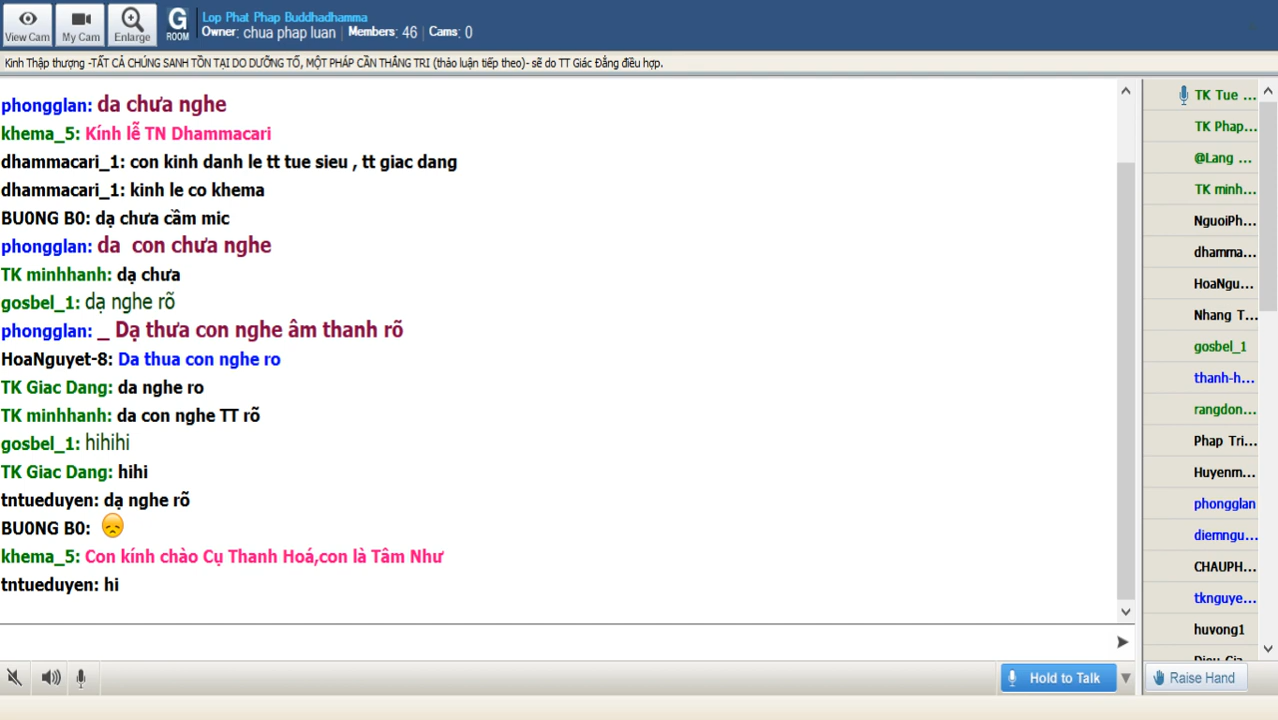 Lop Phat Phap Buddhadhamma
Owner: chua phap luan | Members: 46 | Cams: 0
View Cam
My Cam
Enlarge
G
ROOM
Kinh Thập thượng -TẤT CẢ CHÚNG SANH TỒN TẠI DO DƯỠNG TỐ, MỘT PHÁP CẦN THẮNG TRI (thảo luận tiếp theo)- sẽ do TT Giác Đẳng điều hợp.
phongglan: da chưa nghe
khema_5: Kính lễ TN Dhammacari
dhammacari_1: con kinh danh le tt tue sieu , tt giac dang
dhammacari_1: kinh le co khema
BU0NG B0: dạ chưa cầm mic
phongglan: da con chưa nghe
TK minhhanh: dạ chưa
gosbel_1: dạ nghe rõ
phongglan: _ Dạ thưa con nghe âm thanh rõ
HoaNguyet-8: Da thua con nghe ro
TK Giac Dang: da nghe ro
TK minhhanh: da con nghe TT rõ
gosbel_1: hihihi
TK Giac Dang: hihi
tntueduyen: dạ nghe rõ
BU0NG B0:
khema_5: Con kính chào Cụ Thanh Hoá,con là Tâm Như
tntueduyen: hi
TK Tue ...
TK Phap...
@Lang ...
TK minh...
NguoiPh...
dhamma...
HoaNgu...
Nhang T...
gosbel_1
thanh-h...
rangdon...
Phap Tri...
Huyenm...
phongglan
diemngu...
CHAUPH...
tknguye...
huvong1
Hold to Talk
Raise Hand